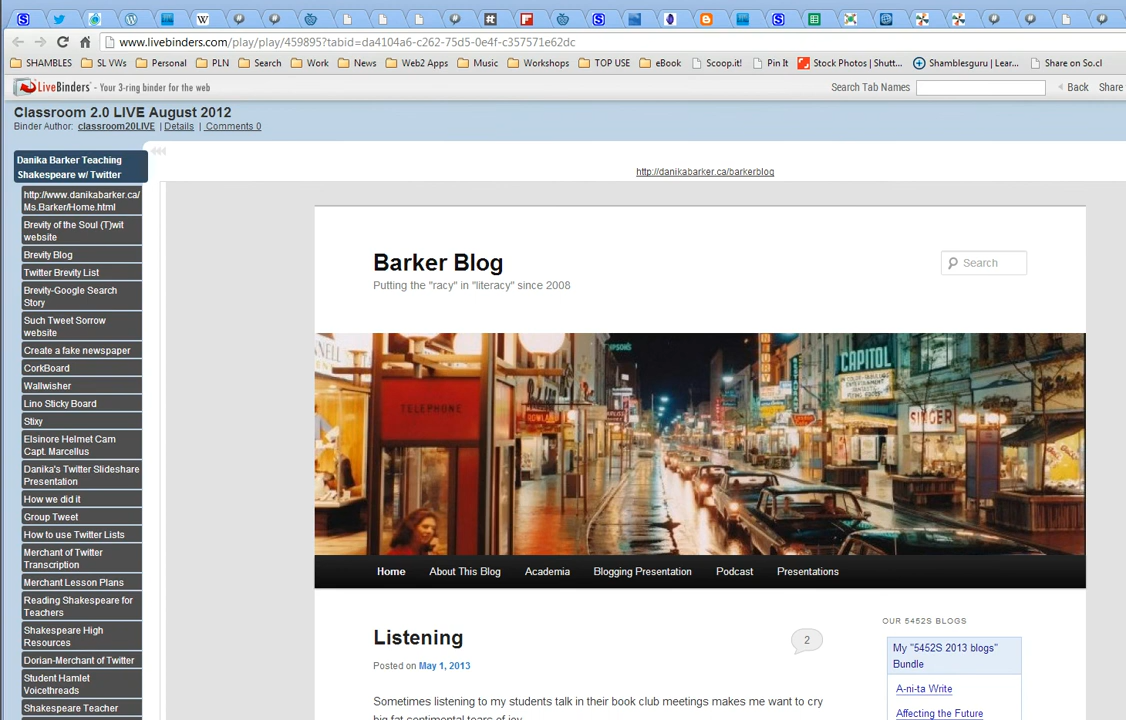 www.livebinders.com/play/play/459895?tabid=da4104a6-c262-75d5-0e4f-c357571e62dc
SHAMBLES SL VWs Personal PLN Search Work News Web2 Apps Music Workshops TOP USE eBook Scoop.it! Pin It Stock Photos | Shutt... Shamblesguru | Lear... Share on So.cl
LiveBinders - Your 3-ring binder for the web Search Tab Names Back Share
Classroom 2.0 LIVE August 2012
Binder Author: classroom20LIVE | Details | Comments 0
Danika Barker Teaching
Shakespeare w/ Twitter
http://www.danikabarker.ca/
Ms.Barker/Home.html
Brevity of the Soul (T)wit
website
Brevity Blog
Twitter Brevity List
Brevity-Google Search
Story
Such Tweet Sorrow
website
Create a fake newspaper
CorkBoard
Wallwisher
Lino Sticky Board
Stixy
Elsinore Helmet Cam
Capt. Marcellus
Danika's Twitter Slideshare
Presentation
How we did it
Group Tweet
How to use Twitter Lists
Merchant of Twitter
Transcription
Merchant Lesson Plans
Reading Shakespeare for
Teachers
Shakespeare High
Resources
Dorian-Merchant of Twitter
Student Hamlet
Voicethreads
Shakespeare Teacher
http://danikabarker.ca/barkerblog
Barker Blog
Search
Putting the "racy" in "literacy" since 2008
TELEPHONE
CAPITOL
SINGER
Home About This Blog Academia Blogging Presentation Podcast Presentations
Listening
2
Posted on May 1, 2013
Sometimes listening to my students talk in their book club meetings makes me want to cry
big fat sentimental tears of joy
OUR 5452S BLOGS
My "5452S 2013 blogs"
Bundle
A-ni-ta Write
Affecting the Future